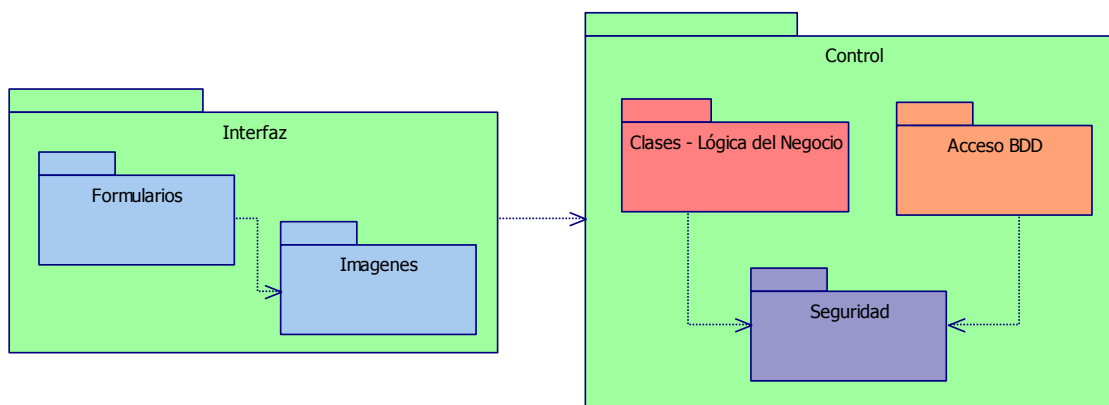 Interfaz
Formularios
Imagenes
Control
Clases - Lógica del Negocio
Acceso BDD
Seguridad